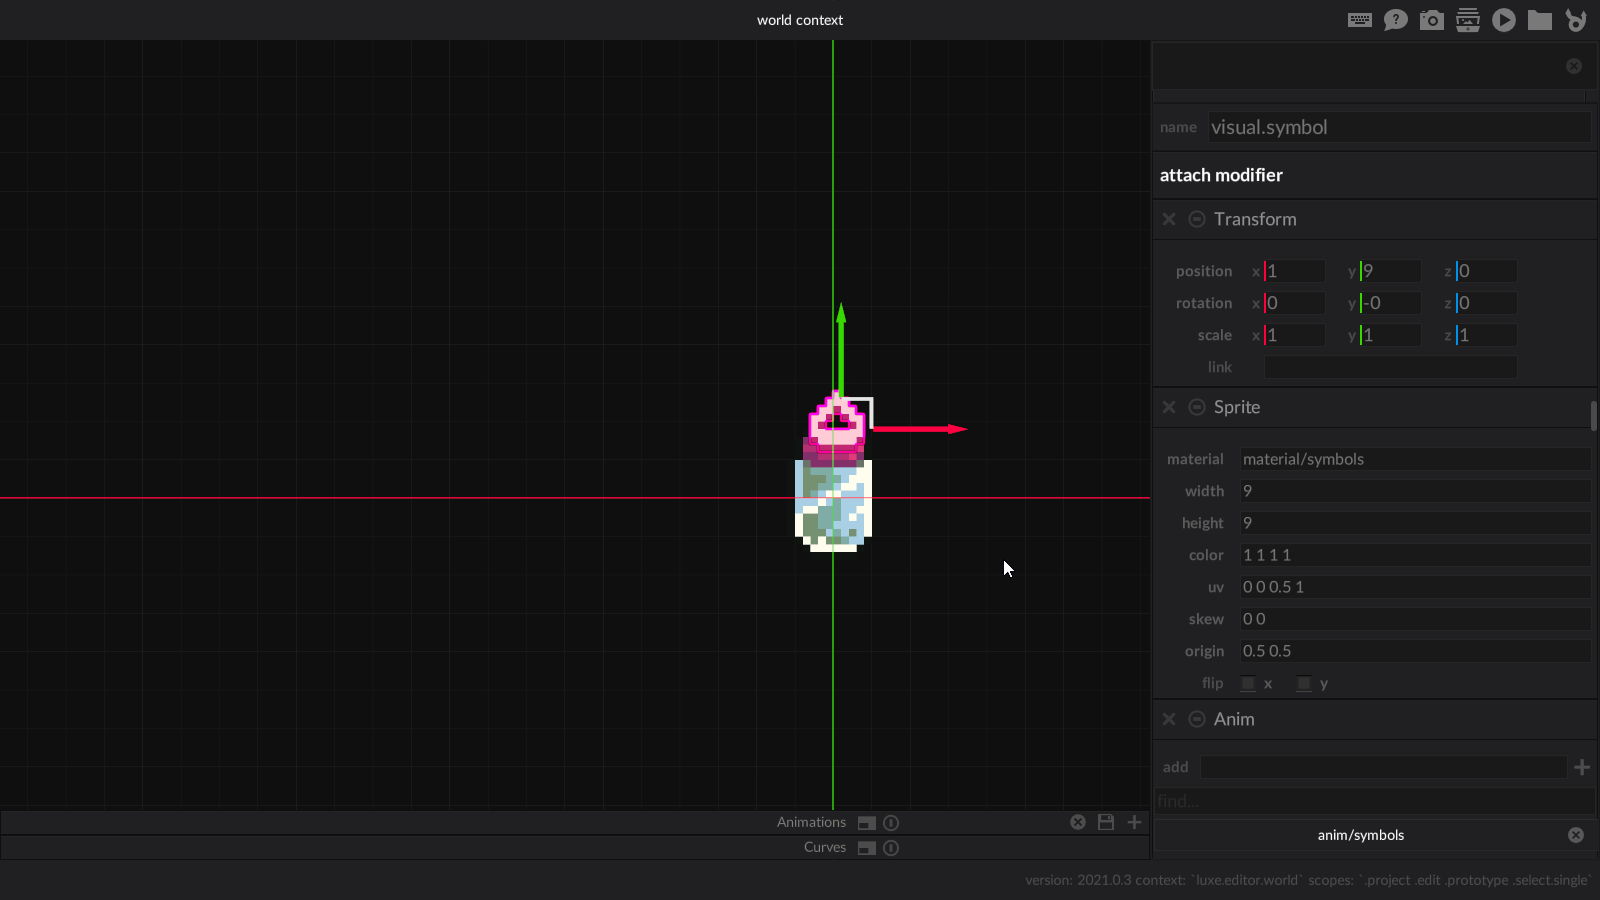 world context
name visual.symbol
attach modifier
Transform
position x 1 y 9 z 0
rotation x 0 y -0 z 0
scale x 1 y 1 z 1
link
Sprite
material material/symbols
width 9
height 9
color 1 1 1 1
uv 0 0 0.5 1
skew 0 0
origin 0.5 0.5
flip x y
Anim
add
find...
anim/symbols
Animations
Curves
version: 2021.0.3 context: `luxe.editor.world` scopes: `.project .edit .prototype .select.single`